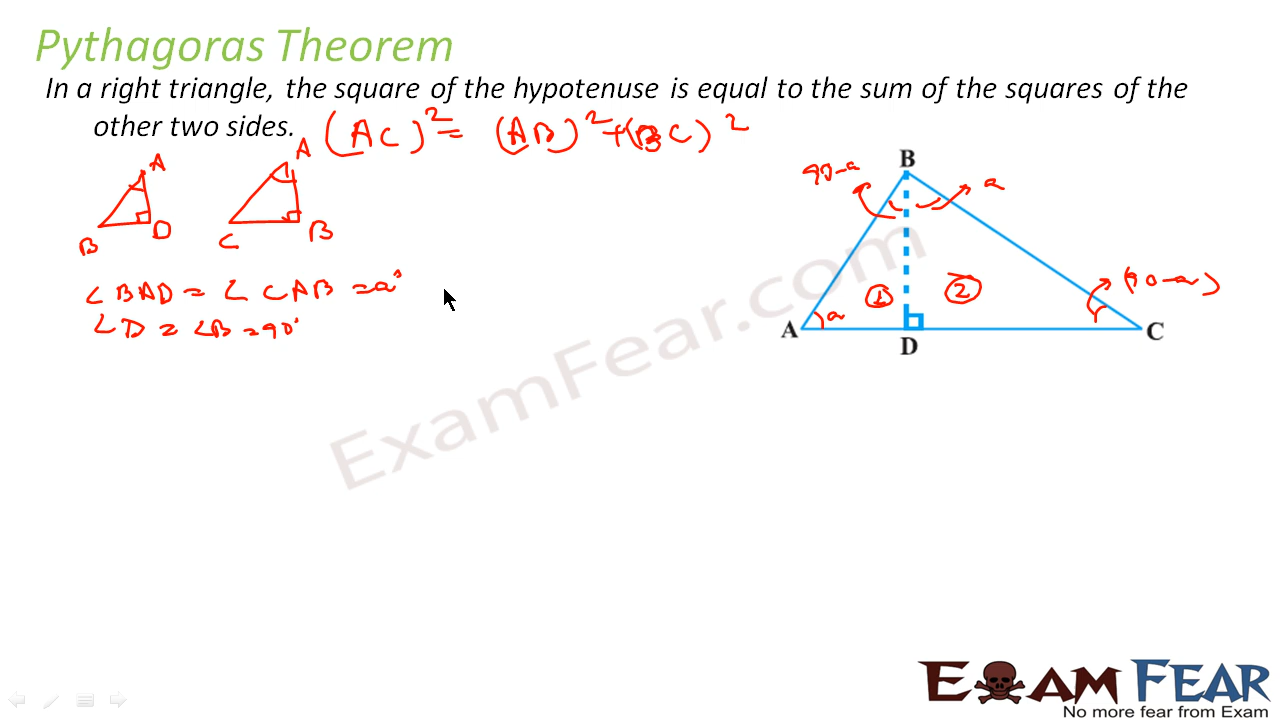 Pythagoras Theorem
In a right triangle, the square of the hypotenuse is equal to the sum of the squares of the
other two sides. (AC)² = (AB)² + (BC)²
A
B
D
A
C
B
∠BAD = ∠CAB = a°
∠D = ∠B = 90°
B
90-a
a
(90-a)
1
2
a
A
D
C
ExamFear.com
EXAM FEAR
No more fear from Exam